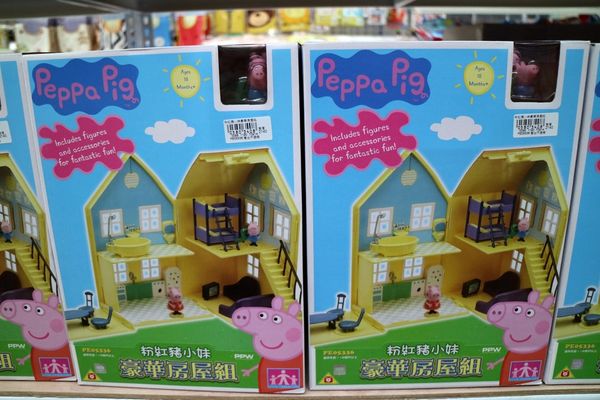 Peppa Pig
Ages
18
Months+
Includes figures
and accessories
for fantastic fun!
粉紅豬小妹
PPW
豪華房屋組
Peppa Pig
Ages
18
Months+
Includes figures
and accessories
for fantastic fun!
粉紅豬小妹
PE05336
PPW
豪華房屋組
PE05336